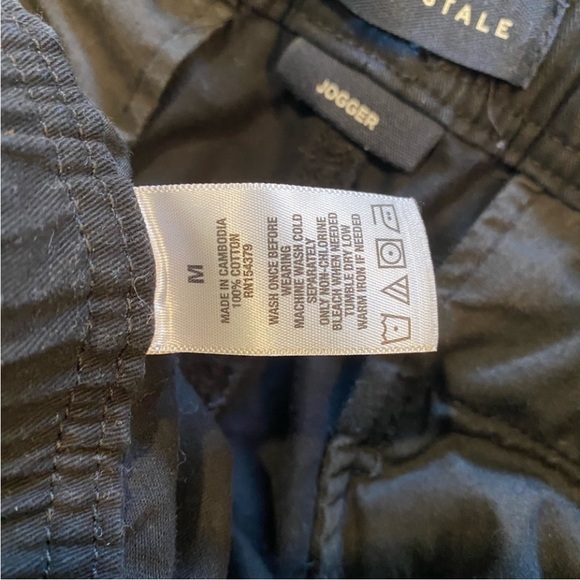 STALE
JOGGER
M
MADE IN CAMBODIA
100% COTTON
RN154379
WASH ONCE BEFORE
WEARING
MACHINE WASH COLD
SEPARATELY
ONLY NON-CHLORINE
BLEACH WHEN NEEDED
TUMBLE DRY LOW
WARM IRON IF NEEDED